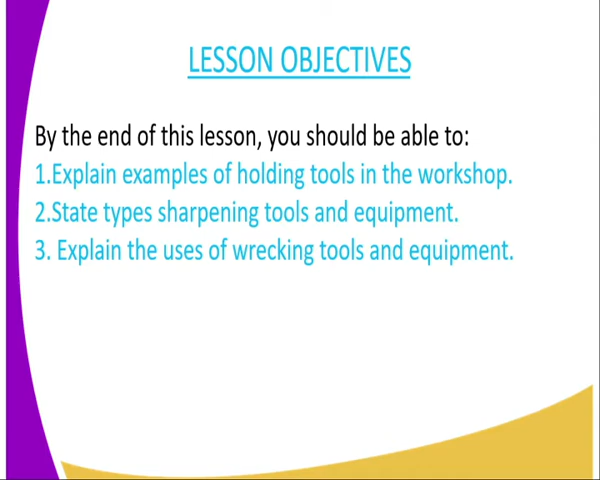 LESSON OBJECTIVES
By the end of this lesson, you should be able to:
1.Explain examples of holding tools in the workshop.
2.State types sharpening tools and equipment.
3. Explain the uses of wrecking tools and equipment.